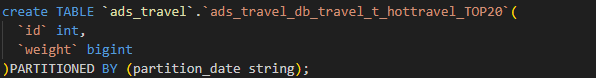 create TABLE `ads_travel`.`ads_travel_db_travel_t_hottravel_TOP20`(
  `id` int,
  `weight` bigint
)PARTITIONED BY (partition_date string);